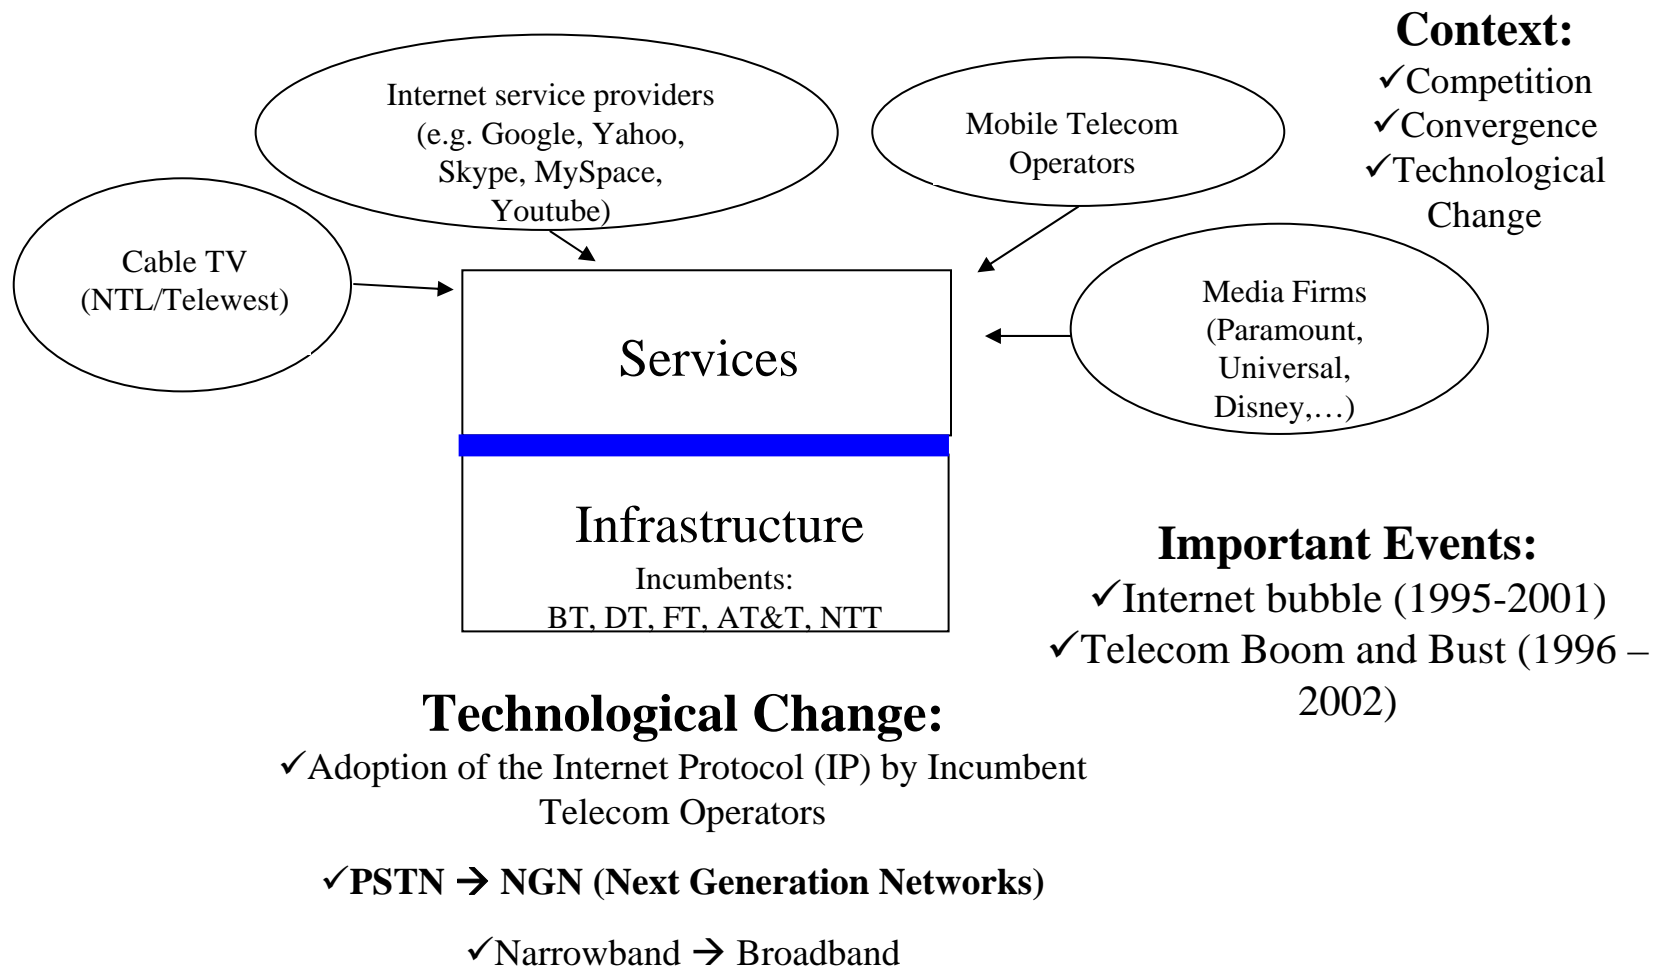 Context:
✓Competition
✓Convergence
✓Technological
Change
Internet service providers
(e.g. Google, Yahoo,
Skype, MySpace,
Youtube)
Mobile Telecom
Operators
Cable TV
(NTL/Telewest)
Media Firms
(Paramount,
Universal,
Disney,…)
Services
Infrastructure
Incumbents:
BT, DT, FT, AT&T, NTT
Important Events:
✓Internet bubble (1995-2001)
✓Telecom Boom and Bust (1996 –
2002)
Technological Change:
✓Adoption of the Internet Protocol (IP) by Incumbent
Telecom Operators
✓PSTN → NGN (Next Generation Networks)
✓Narrowband → Broadband